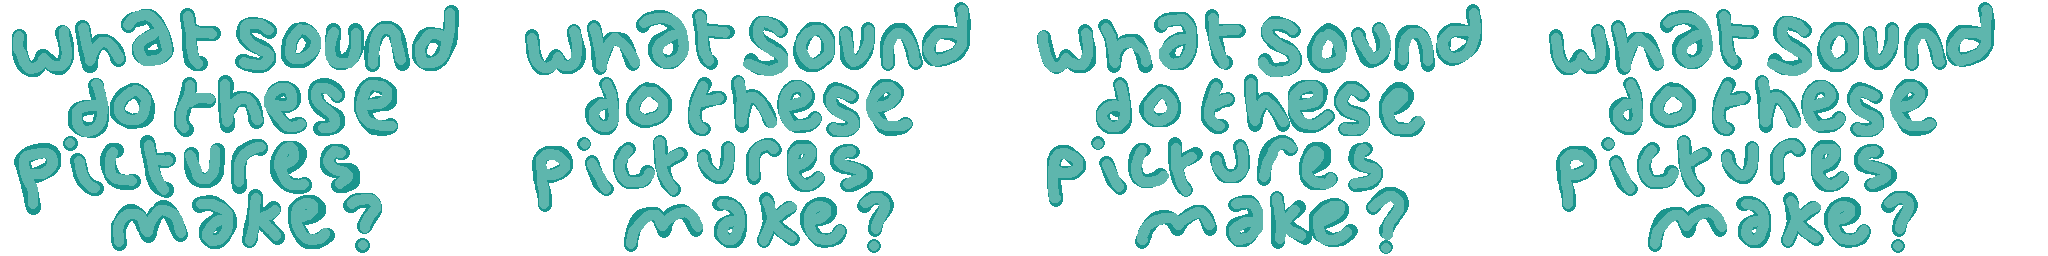 what sound what sound what sound what sound
do these do these do these do these
pictures pictures pictures pictures
make? make? make? make?